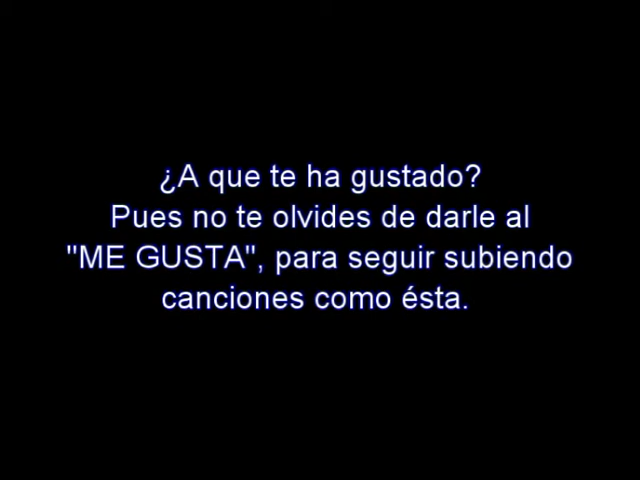 ¿A que te ha gustado?
Pues no te olvides de darle al
"ME GUSTA", para seguir subiendo
canciones como ésta.